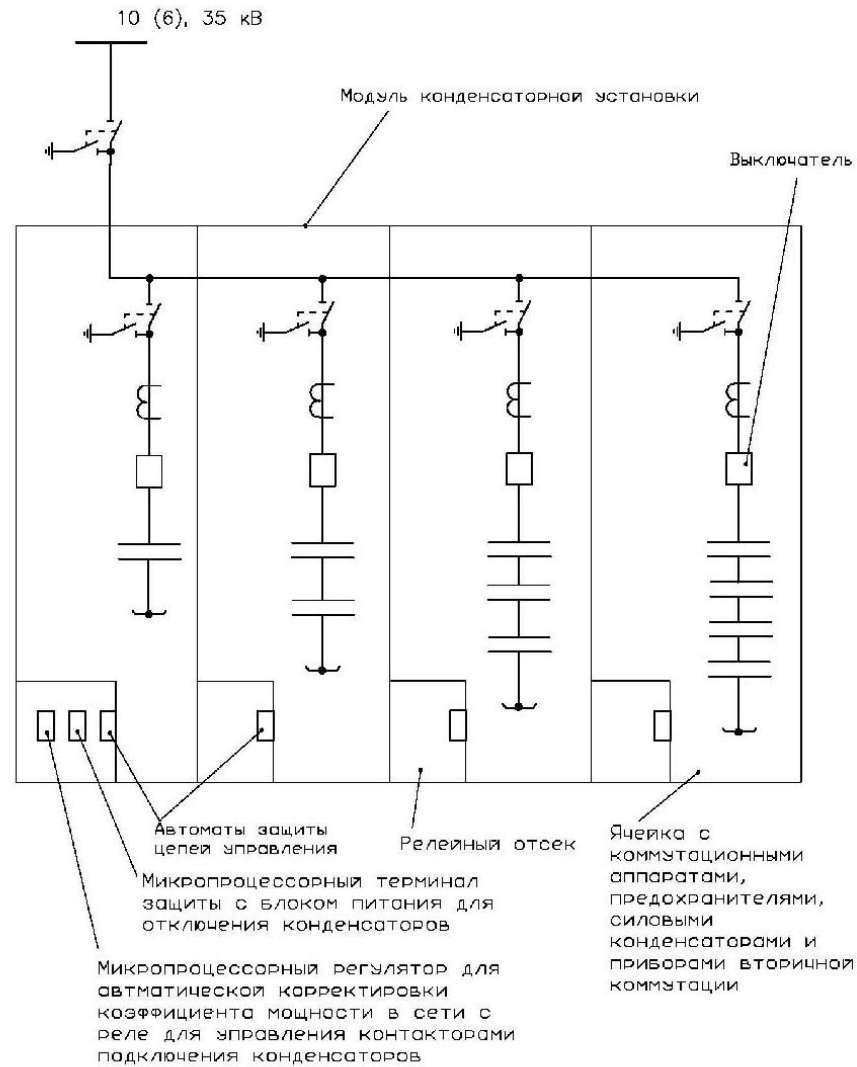 10 (6), 35 кВ
Модуль конденсаторной установки
Выключатель
Автоматы защиты
цепей управления
Релейный отсек
Ячейка с
коммутационными
аппаратами,
предохранителями,
силовыми
конденсаторами и
приборами вторичной
коммутации
Микропроцессорный терминал
защиты с блоком питания для
отключения конденсаторов
Микропроцессорный регулятор для
автматической корректировки
коэффициента мощности в сети с
реле для управления контакторами
подключения конденсаторов